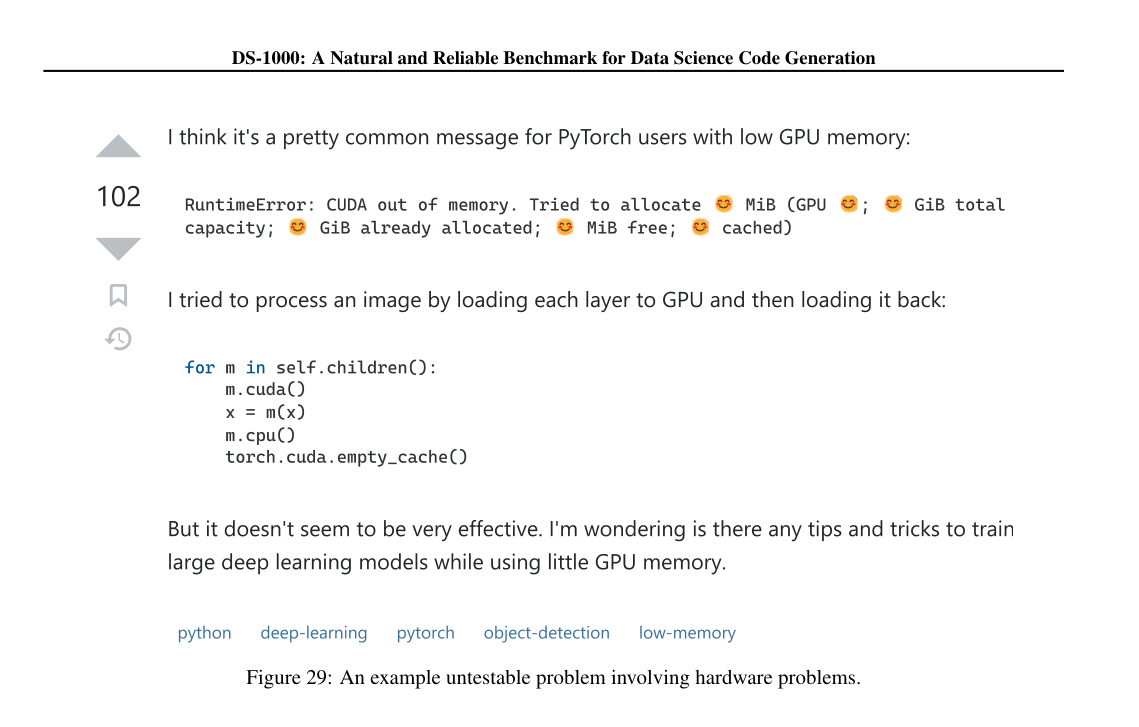 DS-1000: A Natural and Reliable Benchmark for Data Science Code Generation
I think it's a pretty common message for PyTorch users with low GPU memory:
102
RuntimeError: CUDA out of memory. Tried to allocate 😊 MiB (GPU 😊; 😊 GiB total
capacity; 😊 GiB already allocated; 😊 MiB free; 😊 cached)
I tried to process an image by loading each layer to GPU and then loading it back:
for m in self.children():
    m.cuda()
    x = m(x)
    m.cpu()
    torch.cuda.empty_cache()
But it doesn't seem to be very effective. I'm wondering is there any tips and tricks to train
large deep learning models while using little GPU memory.
python deep-learning pytorch object-detection low-memory
Figure 29: An example untestable problem involving hardware problems.